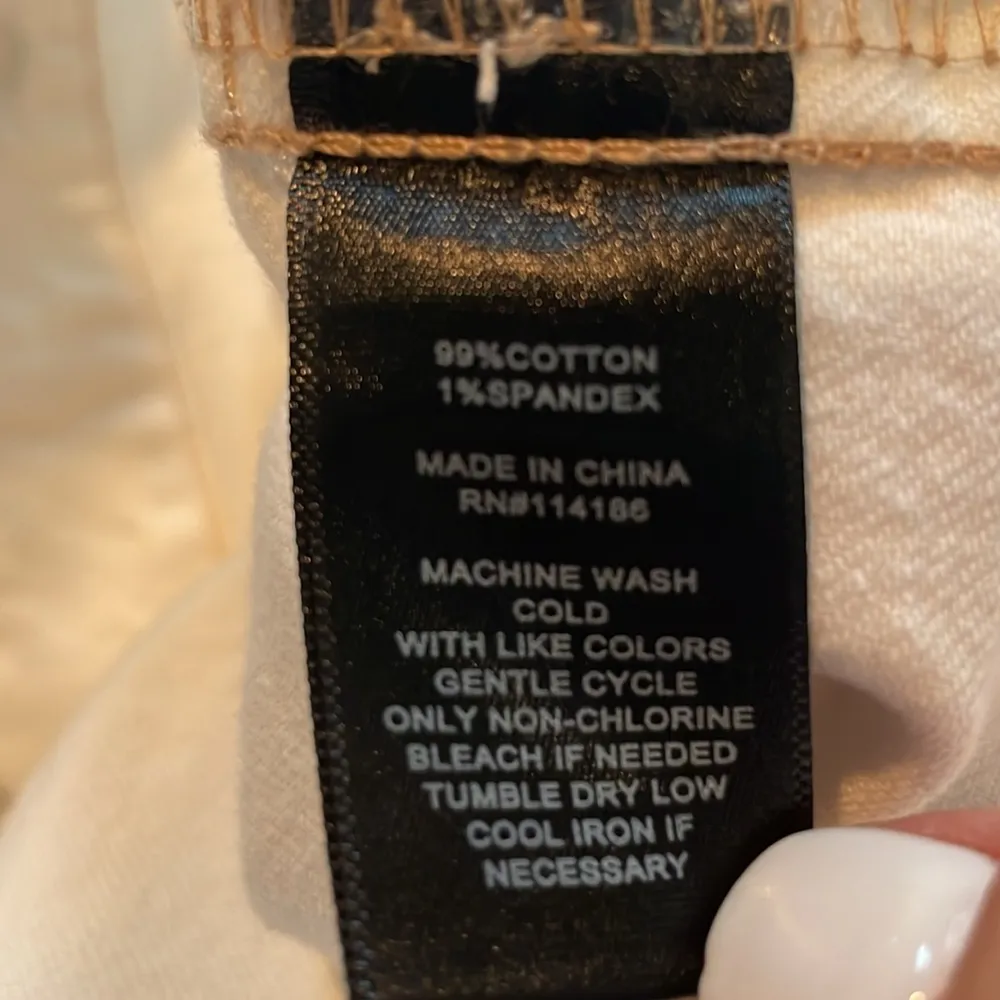 99%COTTON
1%SPANDEX
MADE IN CHINA
RN#114186
MACHINE WASH
COLD
WITH LIKE COLORS
GENTLE CYCLE
ONLY NON-CHLORINE
BLEACH IF NEEDED
TUMBLE DRY LOW
COOL IRON IF
NECESSARY